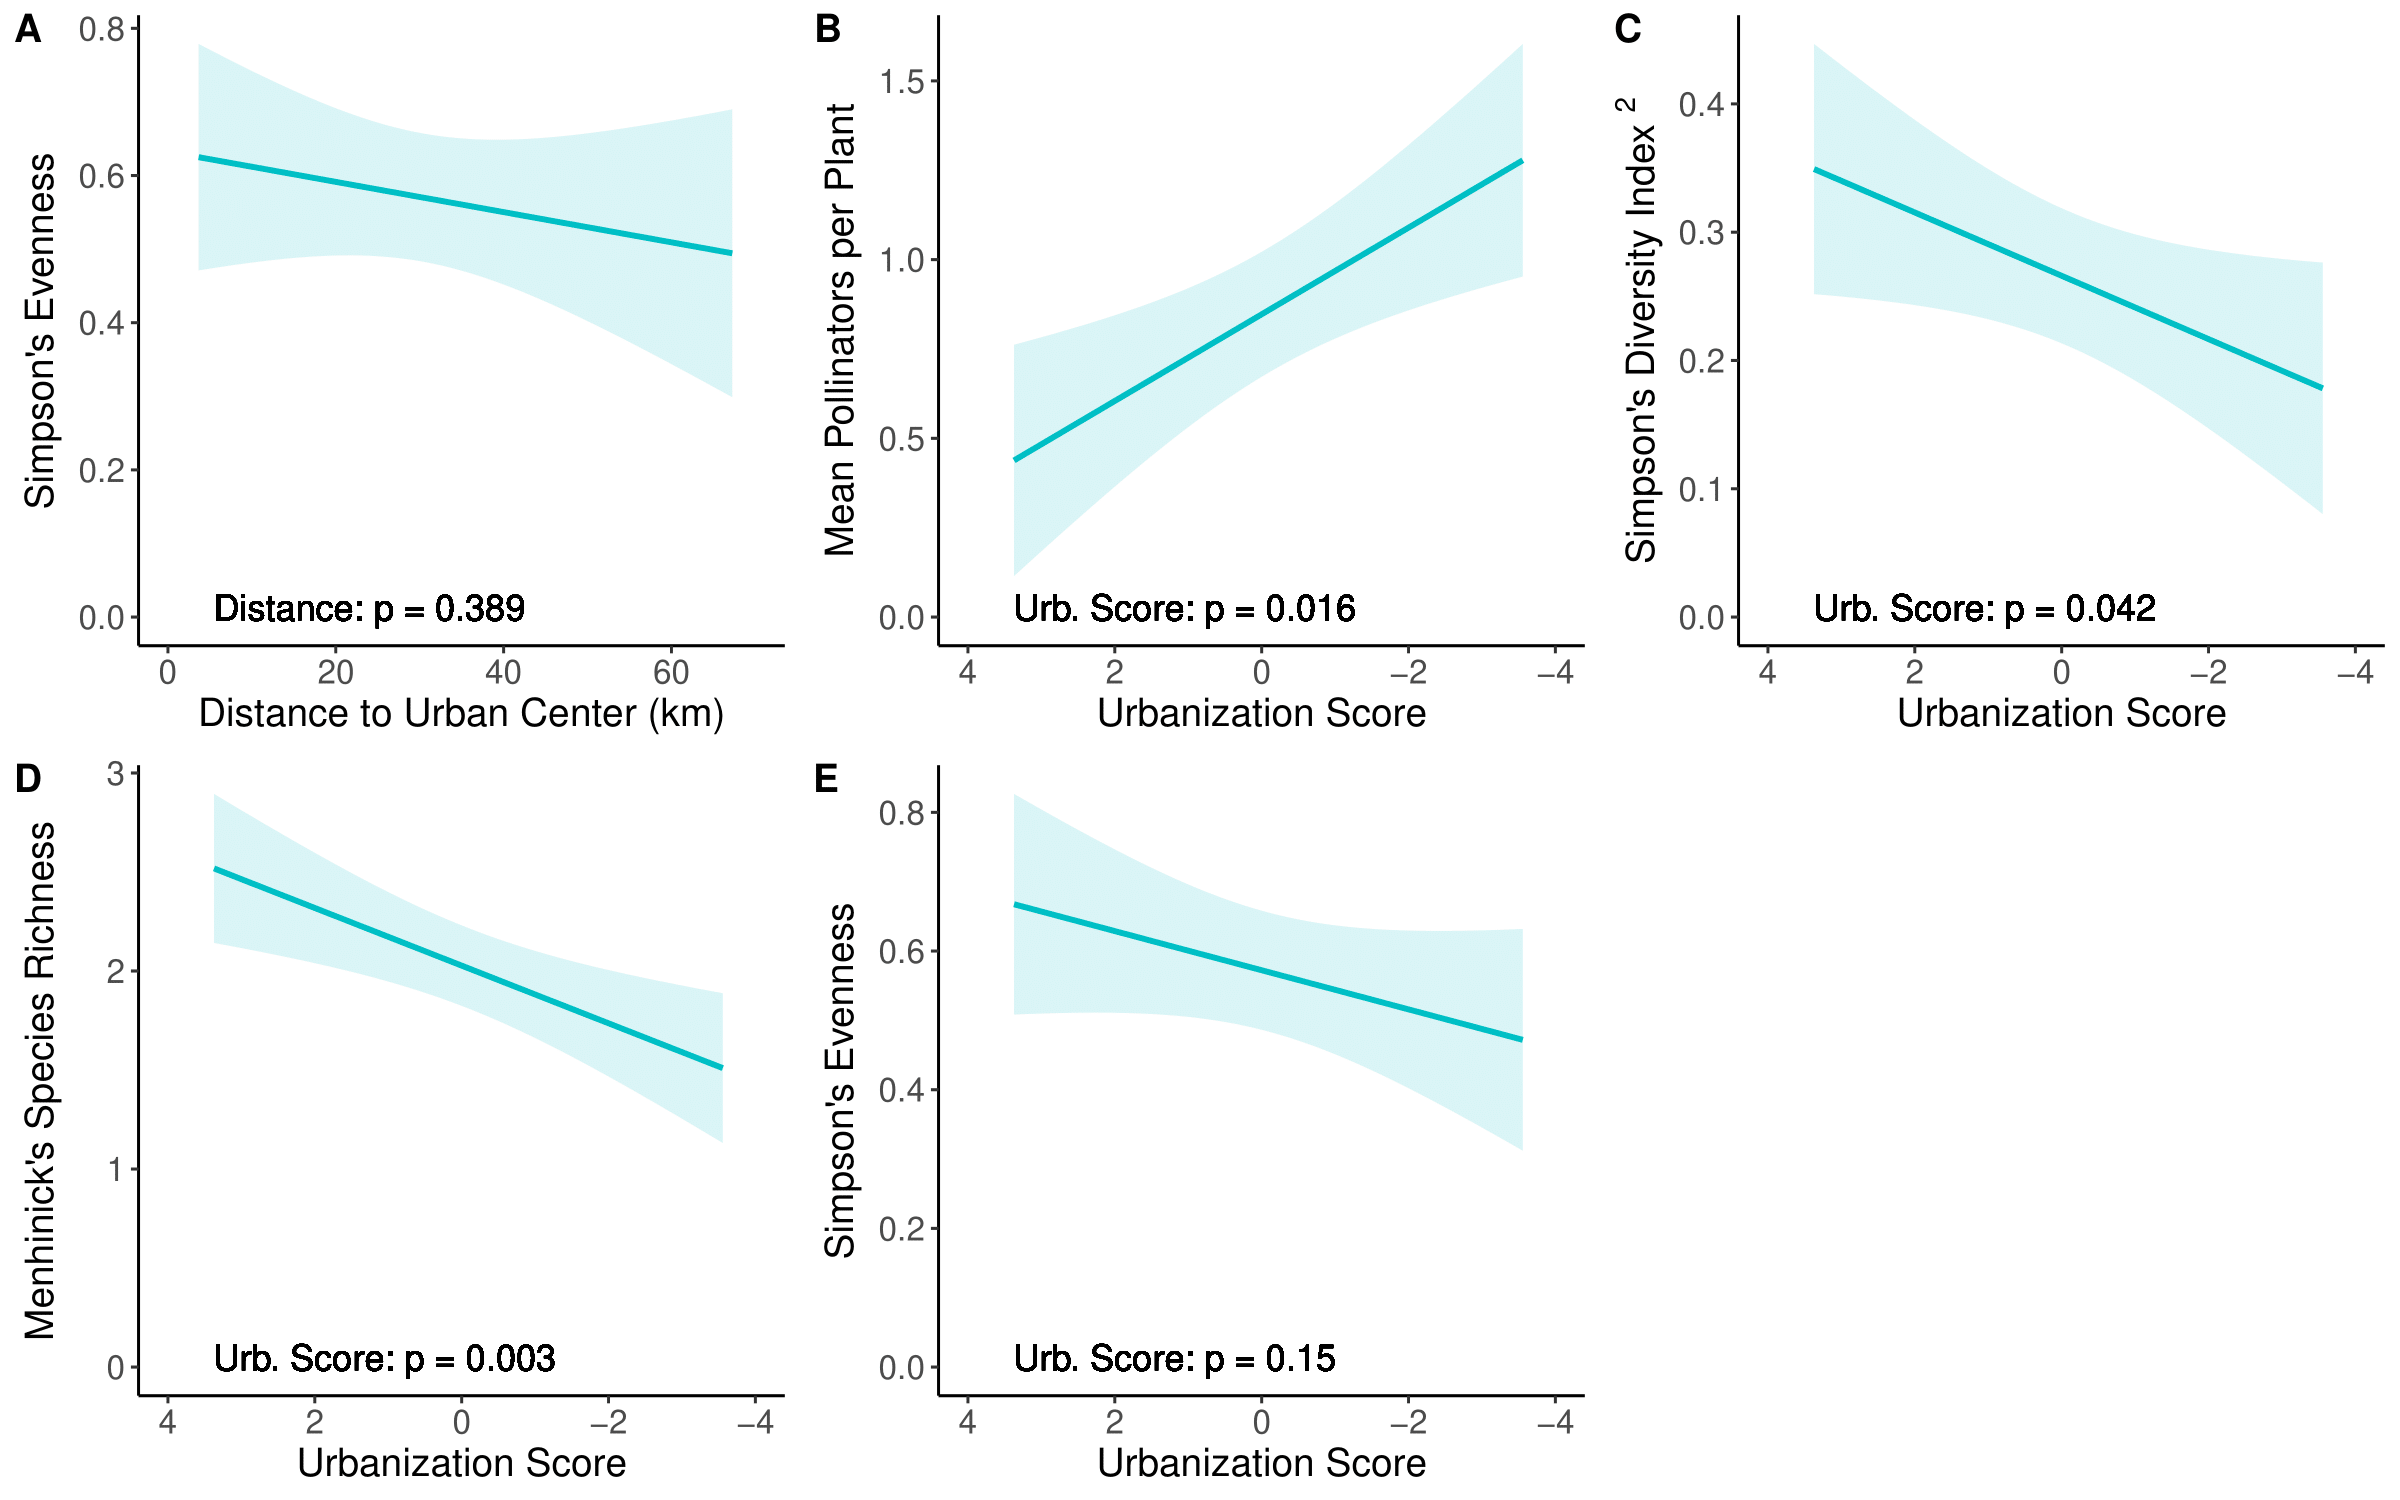 A
Simpson's Evenness
0.8
0.6
0.4
0.2
0.0
Distance: p = 0.389
0 20 40 60
Distance to Urban Center (km)
B
Mean Pollinators per Plant
1.5
1.0
0.5
0.0
Urb. Score: p = 0.016
4 2 0 −2 −4
Urbanization Score
C
Simpson's Diversity Index ²
0.4
0.3
0.2
0.1
0.0
Urb. Score: p = 0.042
4 2 0 −2 −4
Urbanization Score
D
Menhinick's Species Richness
3
2
1
0
Urb. Score: p = 0.003
4 2 0 −2 −4
Urbanization Score
E
Simpson's Evenness
0.8
0.6
0.4
0.2
0.0
Urb. Score: p = 0.15
4 2 0 −2 −4
Urbanization Score